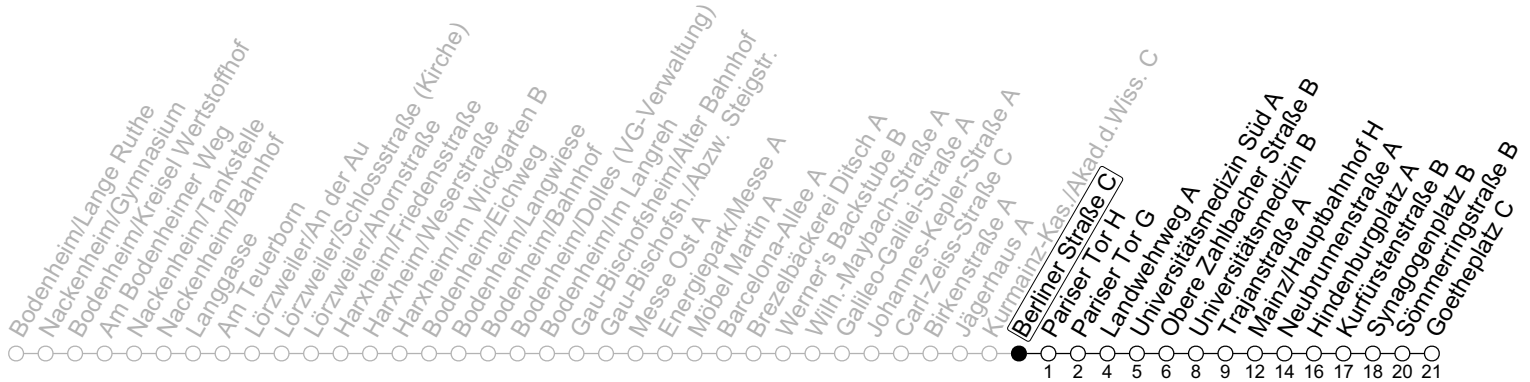 Bodenheim/Lange Ruthe
Nackenheim/Gymnasium
Bodenheim/Kreisel Wertstoffhof
Am Bodenheimer Weg
Nackenheim/Tankstelle
Nackenheim/Bahnhof
Langgasse
Am Teuerborn
Lörzweiler/An der Au
Lörzweiler/Schlossstraße (Kirche)
Lörzweiler/Ahornstraße
Harxheim/Friedensstraße
Harxheim/Weserstraße
Harxheim/Im Wickgarten B
Bodenheim/Eichweg
Bodenheim/Langwiese
Bodenheim/Bahnhof
Bodenheim/Dolles (VG-Verwaltung)
Bodenheim/Im Langreh
Gau-Bischofsheim/Alter Bahnhof
Gau-Bischofsh./Abzw. Steigstr.
Messe Ost A
Energiepark/Messe A
Möbel Martin A
Barcelona-Allee A
Brezelbäckerei Ditsch A
Werner's Backstube B
Wilh.-Maybach-Straße A
Galileo-Galilei-Straße A
Johannes-Kepler-Straße A
Carl-Zeiss-Straße C
Birkenstraße A
Jägerhaus A
Kurmainz-Kas./Akad.d.Wiss. C
Berliner Straße C
Pariser Tor H
Pariser Tor G
Landwehrweg A
Universitätsmedizin Süd A
Obere Zahlbacher Straße B
Universitätsmedizin B
Trajanstraße A
Mainz/Hauptbahnhof H
Neubrunnenstraße A
Hindenburgplatz A
Kurfürstenstraße B
Synagogenplatz B
Sömmerringstraße B
Goetheplatz C
1 2 4 5 6 8 9 12 14 16 17 18 20 21